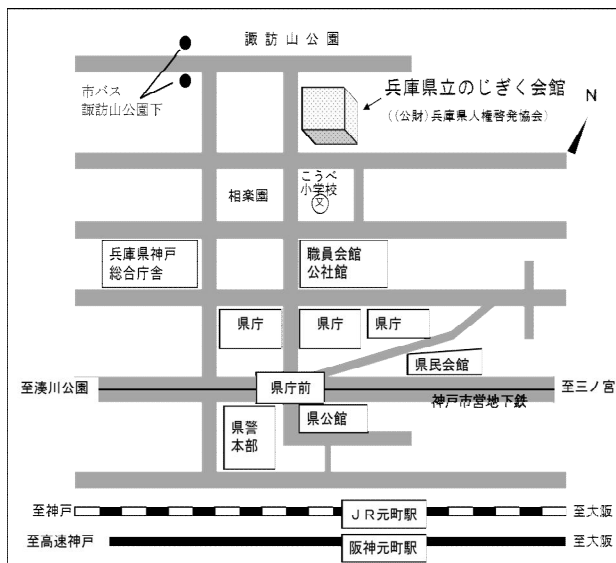 諏訪山公園
市バス
諏訪山公園下
兵庫県立のじぎく会館
((公財)兵庫県人権啓発協会)
N
こうべ
小学校
文
相楽園
兵庫県神戸
総合庁舎
職員会館
公社館
県庁
県庁
県庁
県民会館
至湊川公園
県庁前
至三ノ宮
神戸市営地下鉄
県警
本部
県公館
至神戸
JR元町駅
至大阪
至高速神戸
阪神元町駅
至大阪